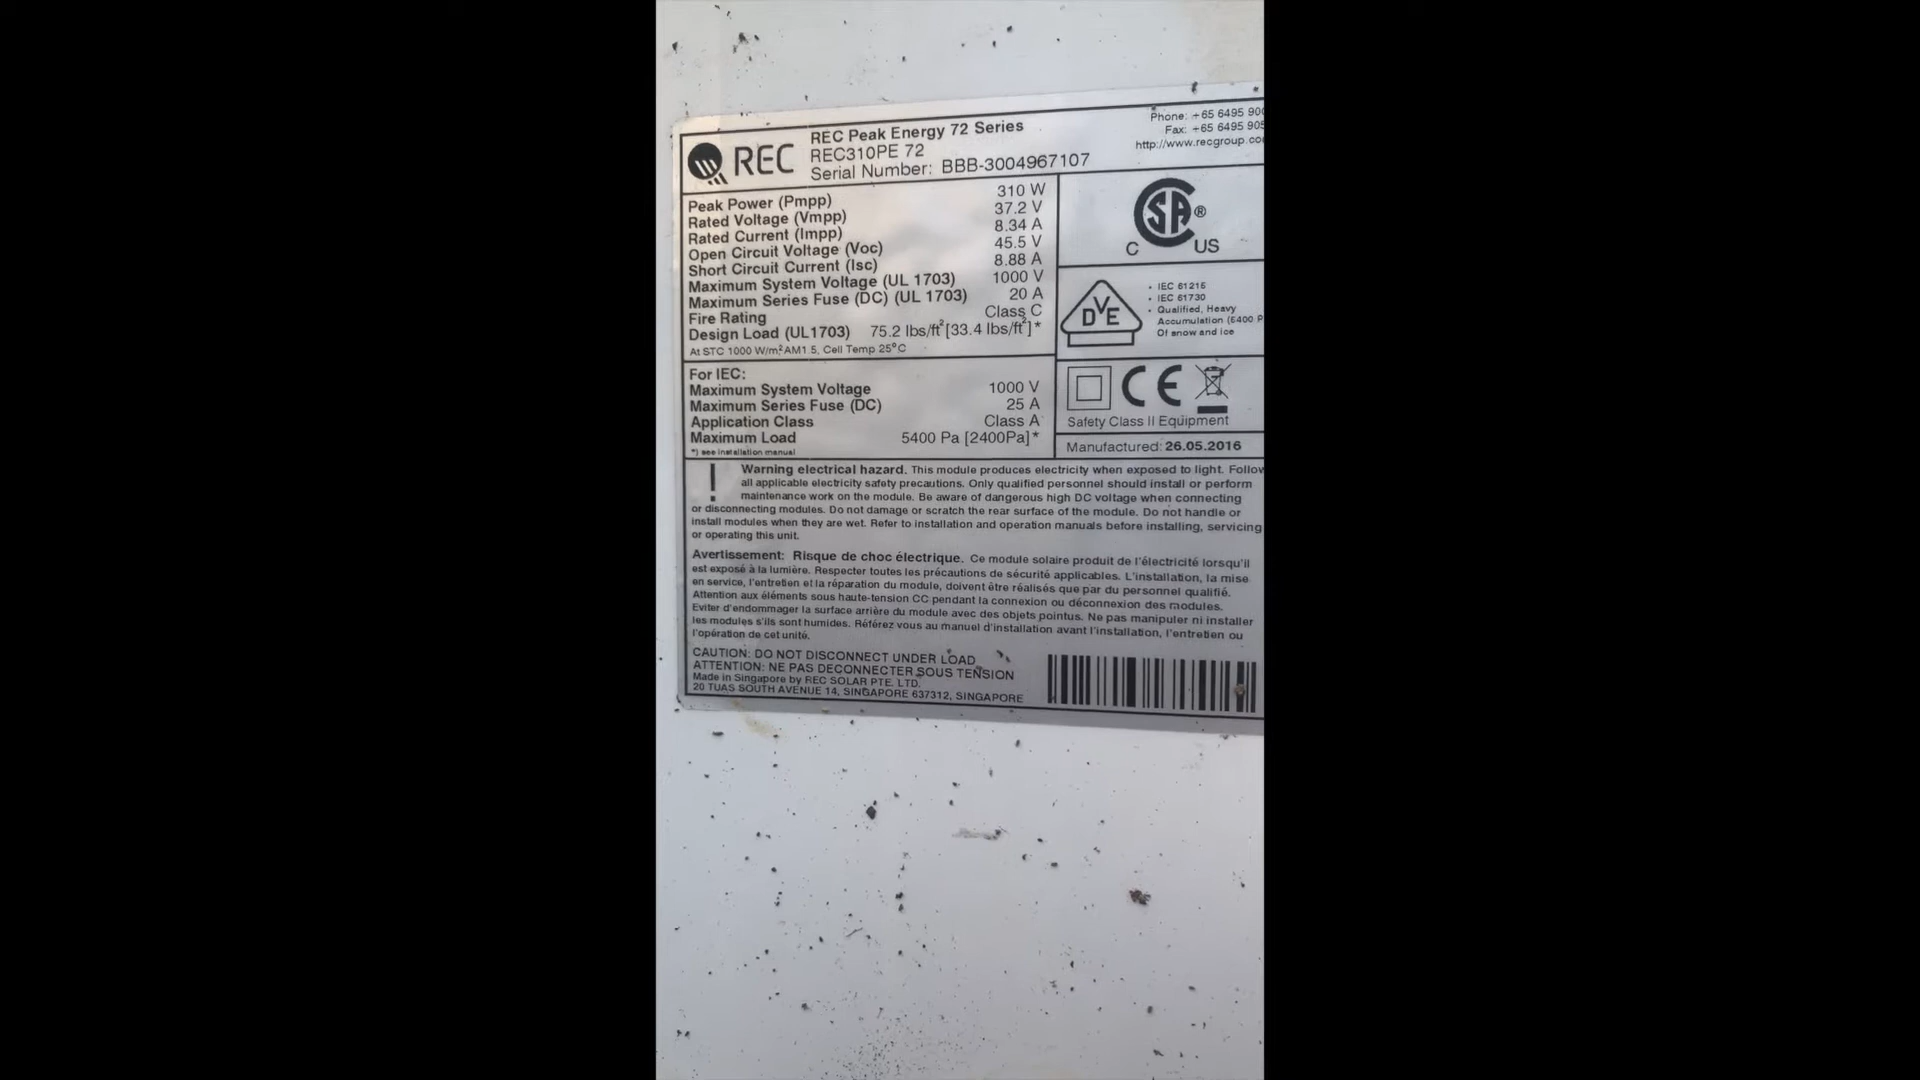 REC
REC Peak Energy 72 Series
REC310PE 72
Serial Number: BBB-3004967107
Phone: +65 6495 90
Fax: +65 6495 905
http://www.recgroup.co
Peak Power (Pmpp) 310 W
Rated Voltage (Vmpp) 37.2 V
Rated Current (Impp) 8.34 A
Open Circuit Voltage (Voc) 45.5 V
Short Circuit Current (Isc) 8.88 A
Maximum System Voltage (UL 1703) 1000 V
Maximum Series Fuse (DC) (UL 1703) 20 A
Fire Rating Class C
Design Load (UL1703) 75.2 lbs/ft²[33.4 lbs/ft²]*
At STC 1000 W/m² AM1.5, Cell Temp 25°C
C SA® US
DVE
• IEC 61215
• IEC 61730
• Qualified, Heavy
Accumulation (5400 P
Of snow and ice
For IEC:
Maximum System Voltage 1000 V
Maximum Series Fuse (DC) 25 A
Application Class Class A
Maximum Load 5400 Pa [2400Pa]*
*) see installation manual
CE
Safety Class II Equipment
Manufactured: 26.05.2016
! Warning electrical hazard. This module produces electricity when exposed to light. Follow
all applicable electricity safety precautions. Only qualified personnel should install or perform
maintenance work on the module. Be aware of dangerous high DC voltage when connecting
or disconnecting modules. Do not damage or scratch the rear surface of the module. Do not handle or
install modules when they are wet. Refer to installation and operation manuals before installing, servicing
or operating this unit.
Avertissement: Risque de choc électrique. Ce module solaire produit de l'électricité lorsqu'il
est exposé à la lumière. Respecter toutes les précautions de sécurité applicables. L'installation, la mise
en service, l'entretien et la réparation du module, doivent être réalisés que par du personnel qualifié.
Attention aux éléments sous haute-tension CC pendant la connexion ou déconnexion des modules.
Eviter d'endommager la surface arrière du module avec des objets pointus. Ne pas manipuler ni installer
les modules s'ils sont humides. Référez vous au manuel d'installation avant l'installation, l'entretien ou
l'opération de cet unité.
CAUTION: DO NOT DISCONNECT UNDER LOAD
ATTENTION: NE PAS DECONNECTER SOUS TENSION
Made in Singapore by REC SOLAR PTE. LTD.
20 TUAS SOUTH AVENUE 14, SINGAPORE 637312, SINGAPORE